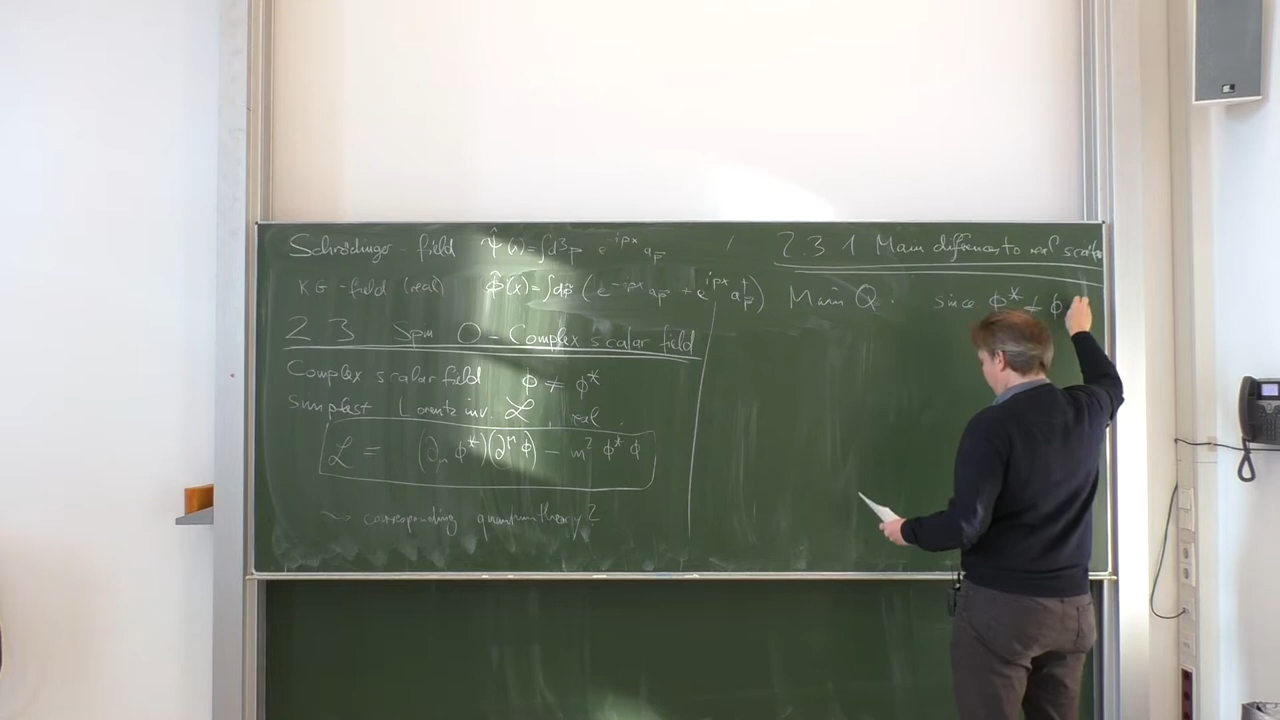 Schrödinger-field ψ̂(x)=∫d³p e^{-ipx} a_p⃗
KG-field (real) φ̂(x)=∫dp̃ (e^{-ipx} a_p⃗ + e^{ipx} a†_p⃗)
2.3 Spin 0 - Complex scalar field
Complex scalar field ϕ ≠ ϕ*
Simplest Lorentz inv. ℒ, real
ℒ = (∂_μ ϕ*)(∂^μ ϕ) - m² ϕ* ϕ
⤳ corresponding quantum theory?
2.3.1 Main difference to real scalar
Main Q. since ϕ* ≠ ϕ